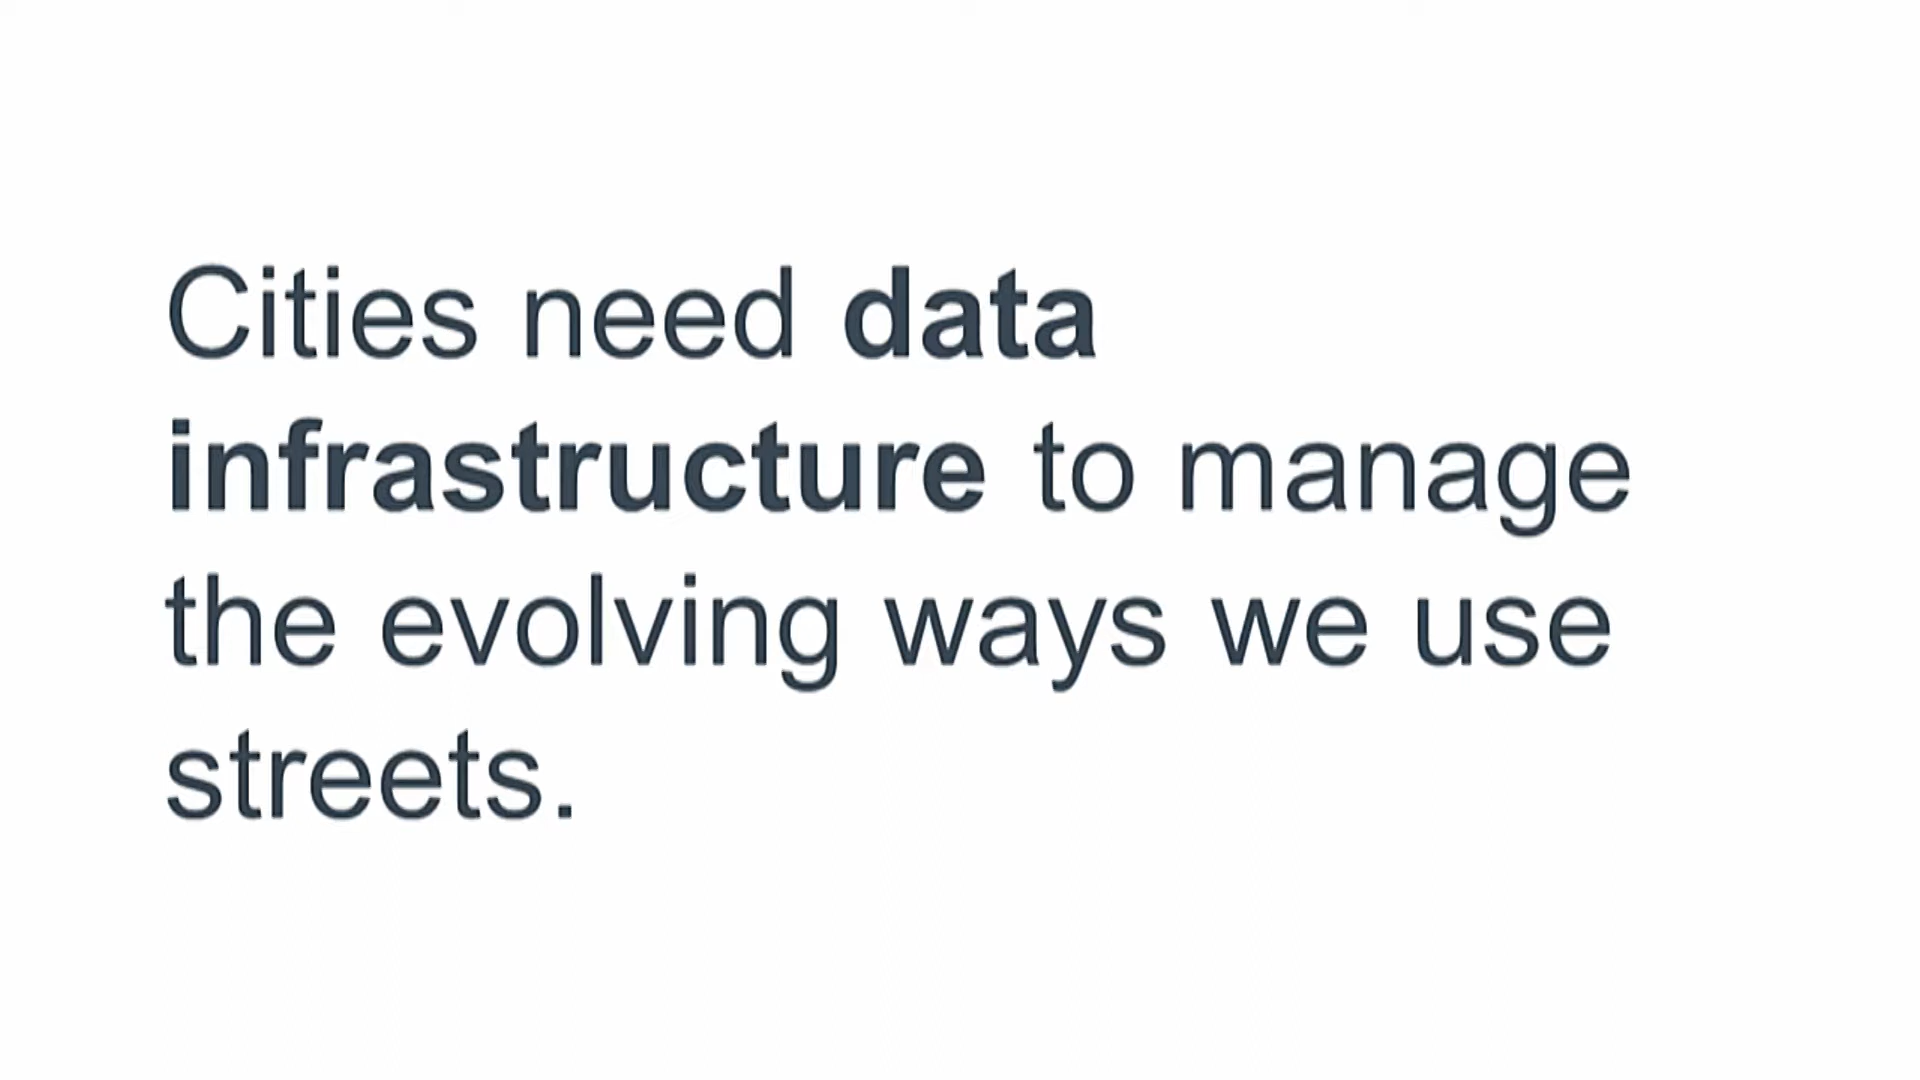 Cities need data
infrastructure to manage
the evolving ways we use
streets.